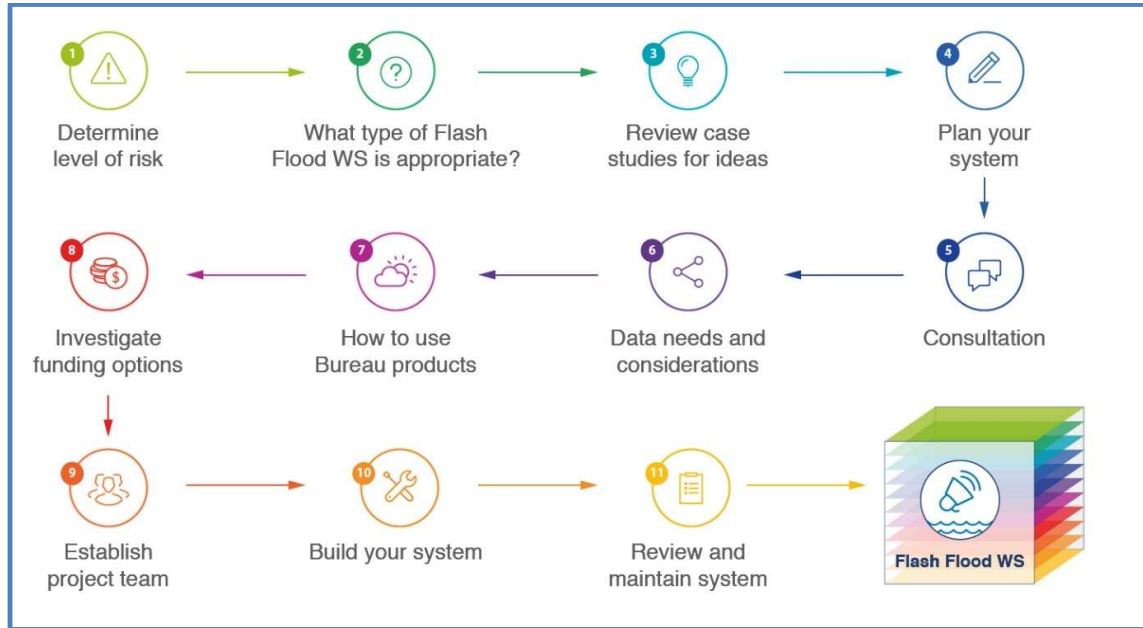 1
Determine
level of risk
2
What type of Flash
Flood WS is appropriate?
3
Review case
studies for ideas
4
Plan your
system
5
Consultation
6
Data needs and
considerations
7
How to use
Bureau products
8
$
Investigate
funding options
9
Establish
project team
10
Build your system
11
Review and
maintain system
Flash Flood WS